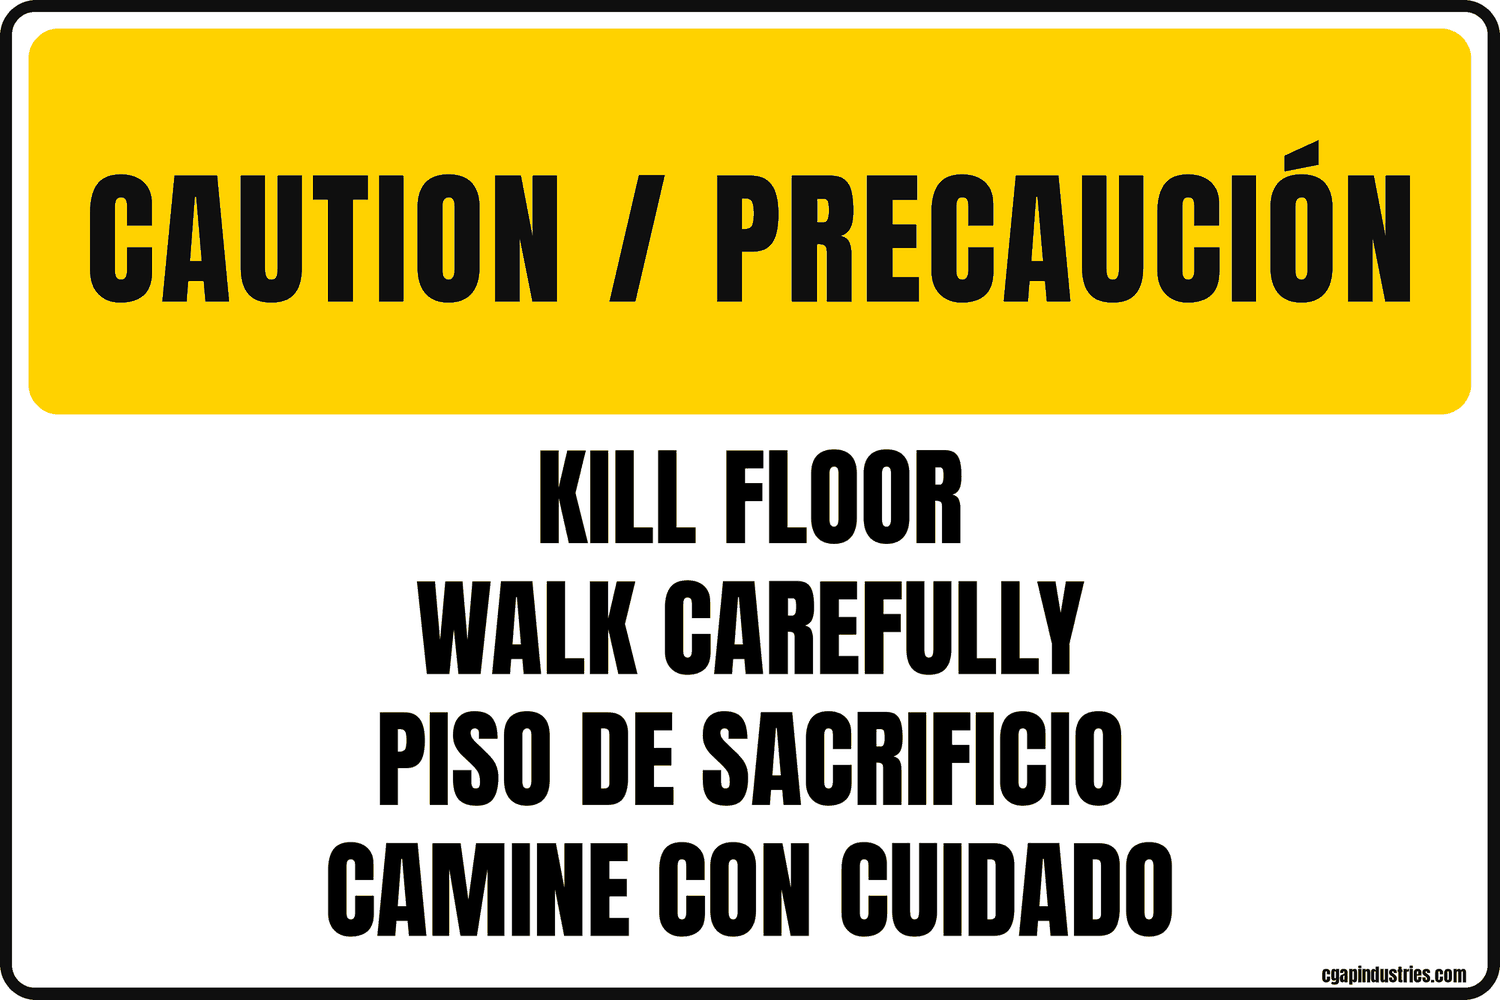 CAUTION / PRECAUCIÓN
KILL FLOOR
WALK CAREFULLY
PISO DE SACRIFICIO
CAMINE CON CUIDADO
cgapindustries.com